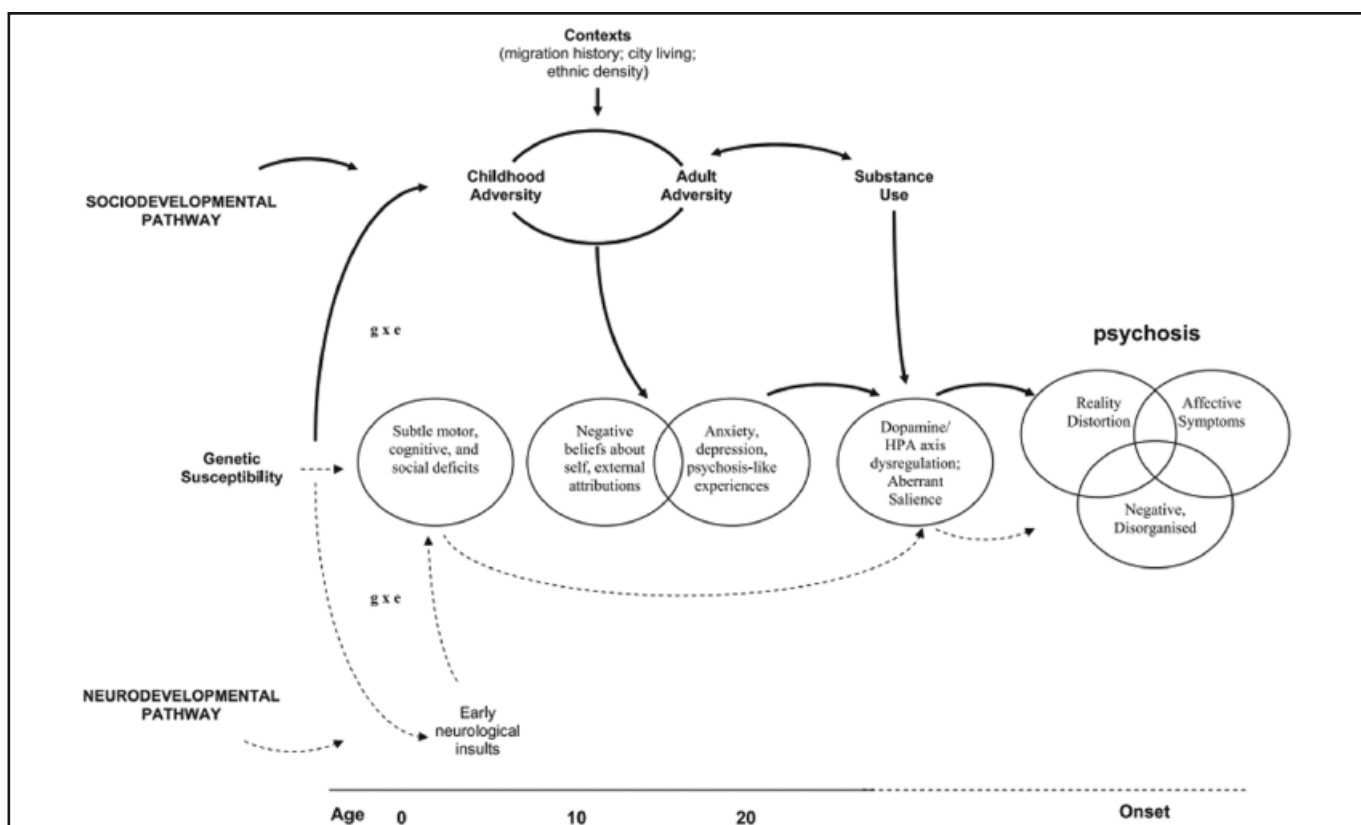 Contexts
(migration history; city living;
ethnic density)
Childhood
Adversity
Adult
Adversity
Substance
Use
SOCIODEVELOPMENTAL
PATHWAY
g x e
psychosis
Genetic
Susceptibility
Subtle motor,
cognitive, and
social deficits
Negative
beliefs about
self, external
attributions
Anxiety,
depression,
psychosis-like
experiences
Dopamine/
HPA axis
dysregulation;
Aberrant
Salience
Reality
Distortion
Affective
Symptoms
Negative,
Disorganised
g x e
NEURODEVELOPMENTAL
PATHWAY
Early
neurological
insults
Age 0 10 20 Onset